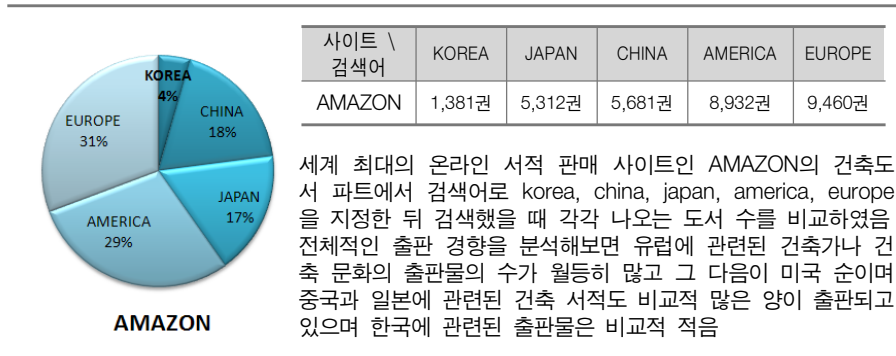 KOREA
4%
CHINA
18%
JAPAN
17%
AMERICA
29%
EUROPE
31%
AMAZON
사이트 \ 검색어 KOREA JAPAN CHINA AMERICA EUROPE
AMAZON 1,381권 5,312권 5,681권 8,932권 9,460권
세계 최대의 온라인 서적 판매 사이트인 AMAZON의 건축도
서 파트에서 검색어로 korea, china, japan, america, europe
을 지정한 뒤 검색했을 때 각각 나오는 도서 수를 비교하였음
전체적인 출판 경향을 분석해보면 유럽에 관련된 건축가나 건
축 문화의 출판물의 수가 월등히 많고 그 다음이 미국 순이며
중국과 일본에 관련된 건축 서적도 비교적 많은 양이 출판되고
있으며 한국에 관련된 출판물은 비교적 적음